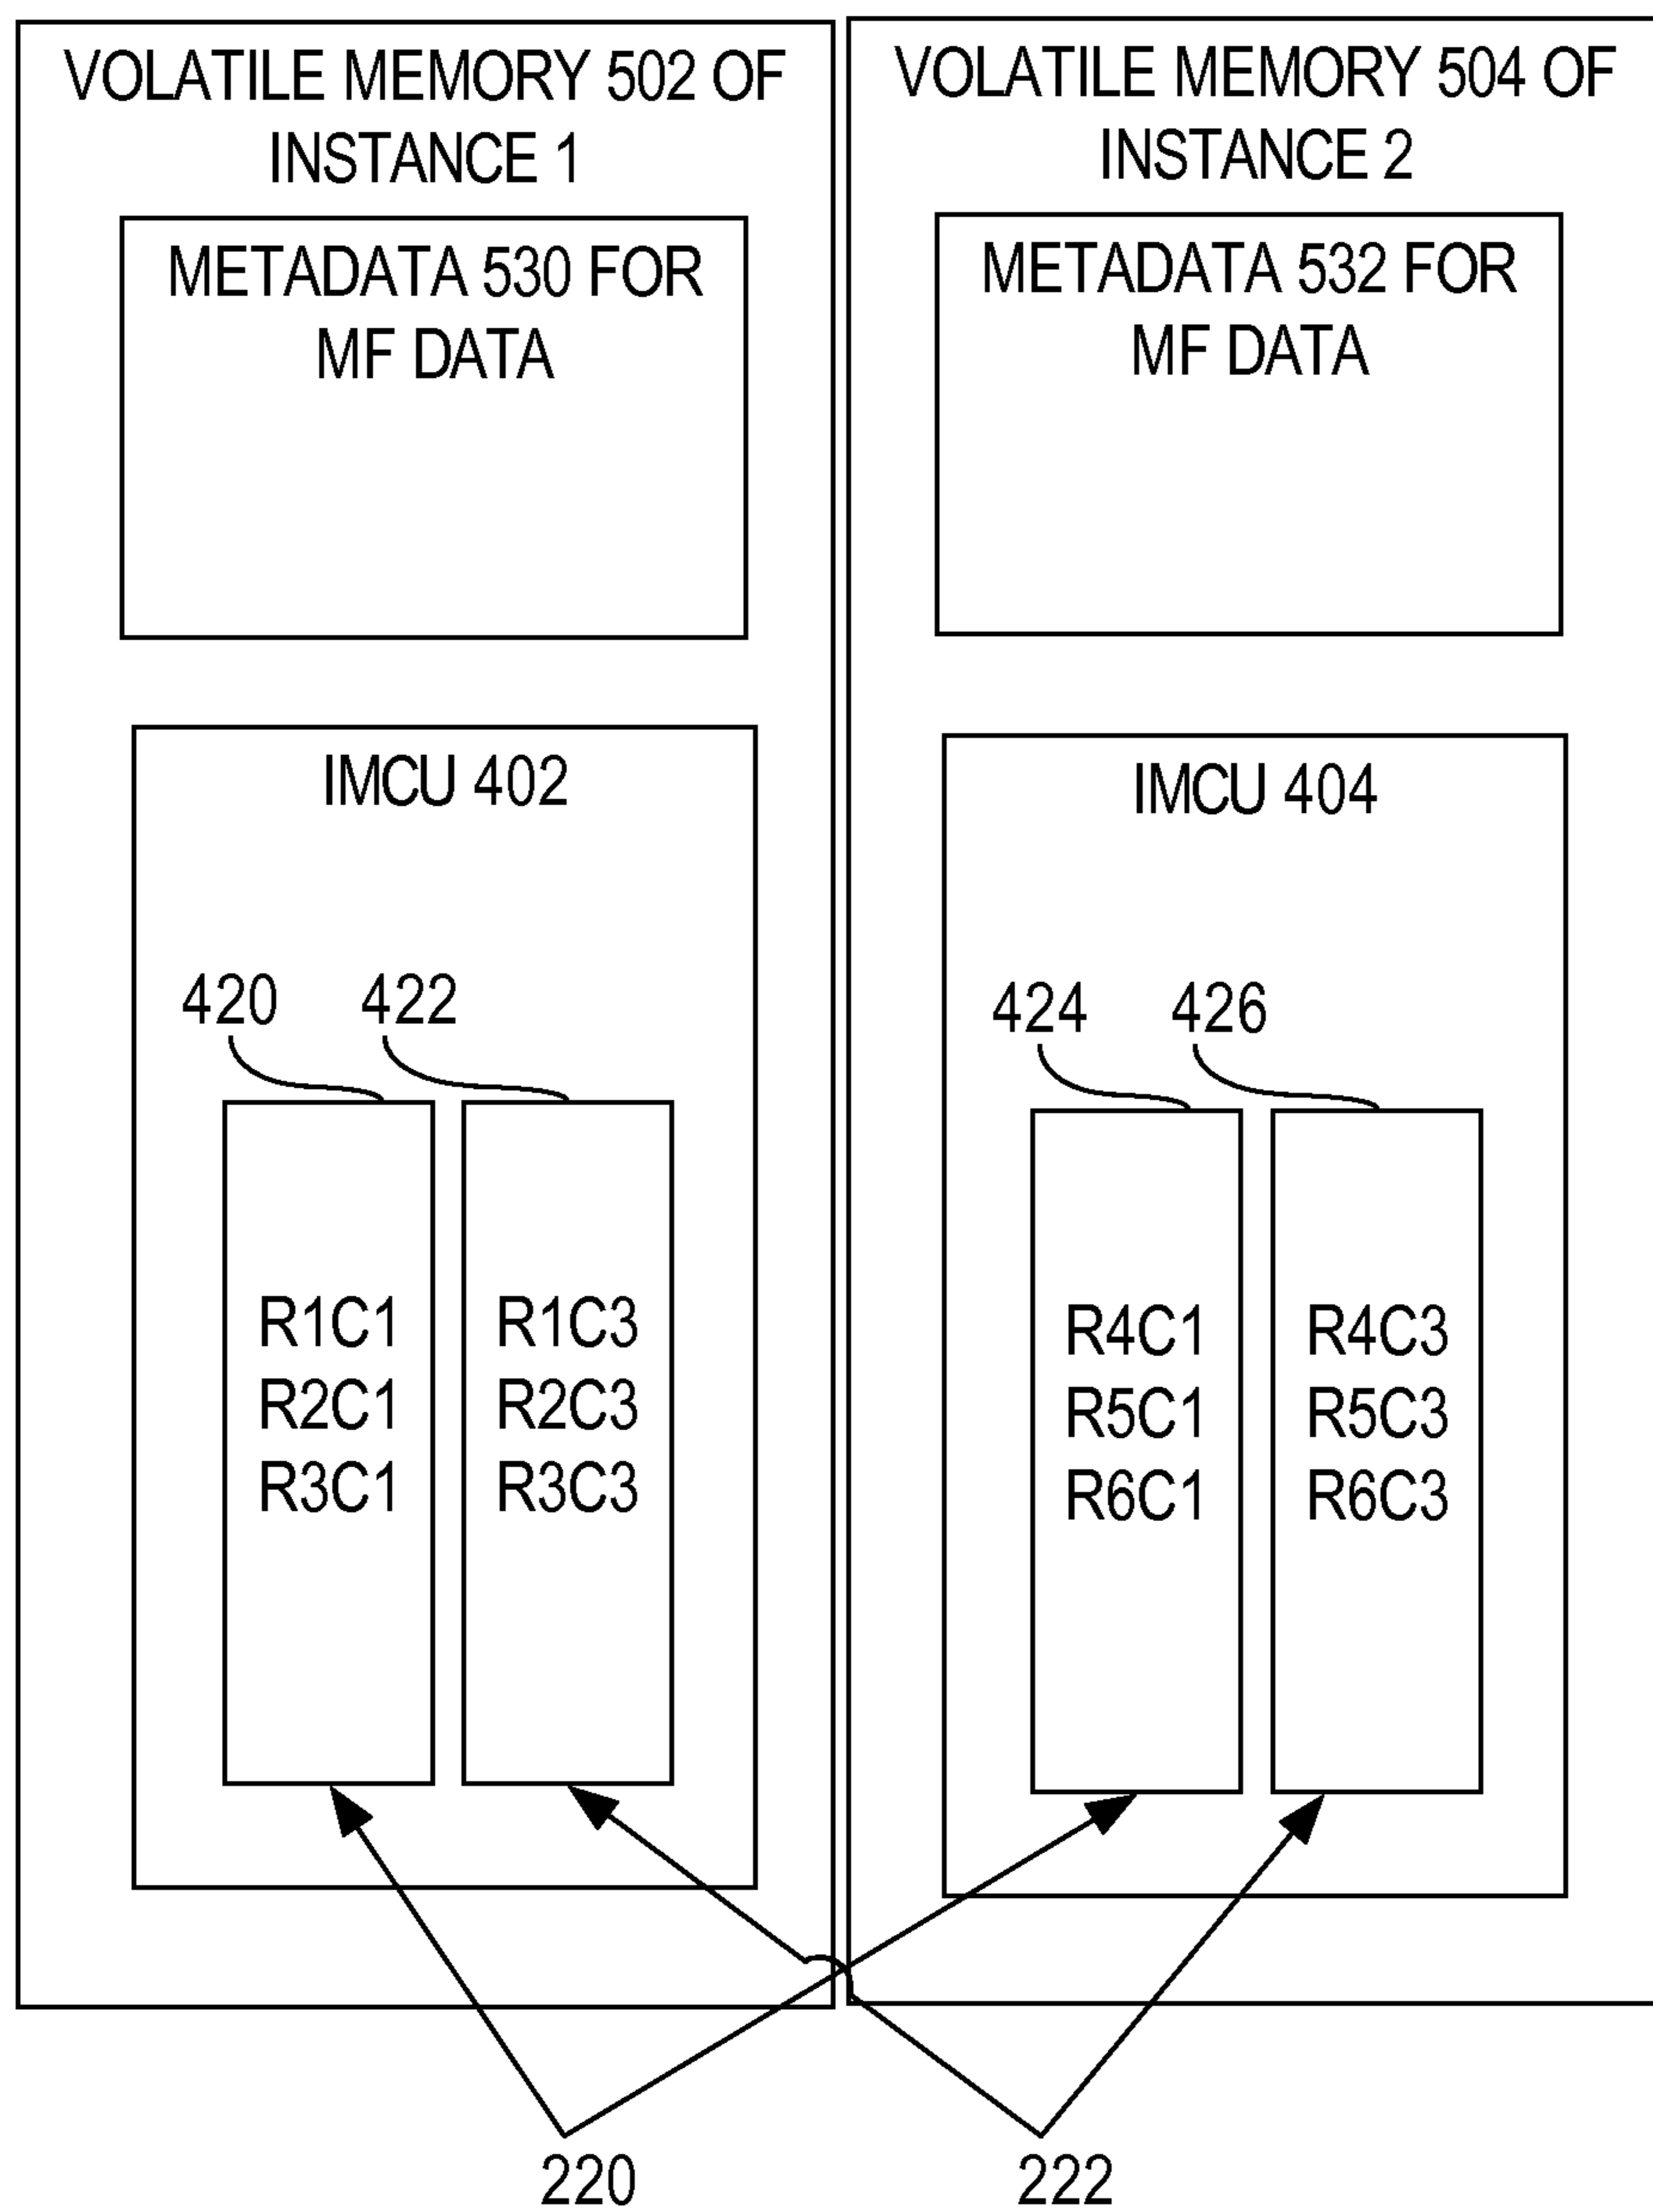 VOLATILE MEMORY 502 OF
INSTANCE 1
METADATA 530 FOR
MF DATA
IMCU 402
420
422
R1C1
R2C1
R3C1
R1C3
R2C3
R3C3
VOLATILE MEMORY 504 OF
INSTANCE 2
METADATA 532 FOR
MF DATA
IMCU 404
424
426
R4C1
R5C1
R6C1
R4C3
R5C3
R6C3
220
222